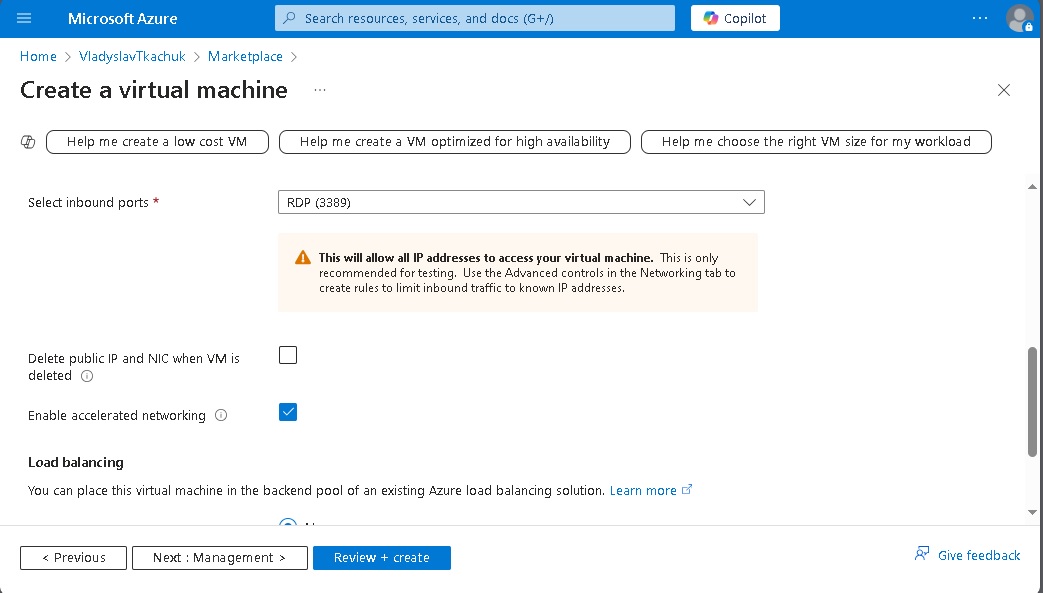 Microsoft Azure
Search resources, services, and docs (G+/)
Copilot
Home > VladyslavTkachuk > Marketplace >
Create a virtual machine
Help me create a low cost VM
Help me create a VM optimized for high availability
Help me choose the right VM size for my workload
Select inbound ports *
RDP (3389)
This will allow all IP addresses to access your virtual machine. This is only
recommended for testing. Use the Advanced controls in the Networking tab to
create rules to limit inbound traffic to known IP addresses.
Delete public IP and NIC when VM is
deleted
Enable accelerated networking
Load balancing
You can place this virtual machine in the backend pool of an existing Azure load balancing solution. Learn more
< Previous
Next : Management >
Review + create
Give feedback